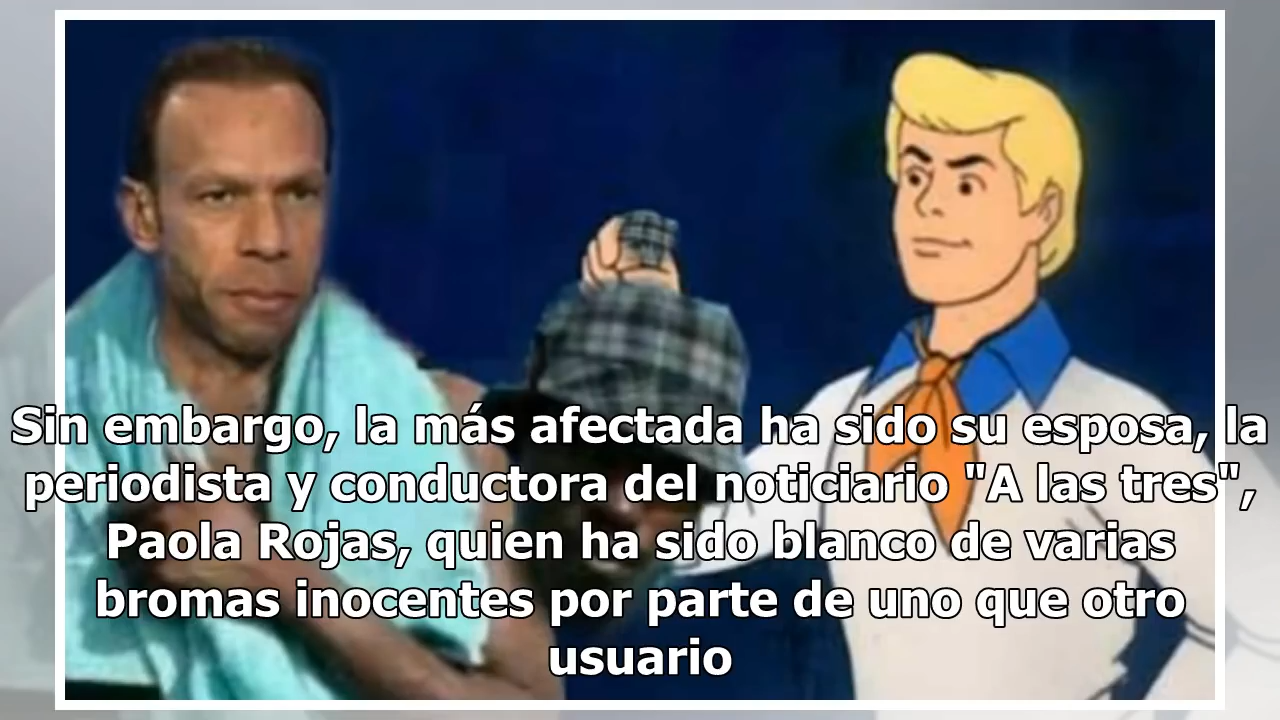 Sin embargo, la más afectada ha sido su esposa, la
periodista y conductora del noticiario "A las tres",
Paola Rojas, quien ha sido blanco de varias
bromas inocentes por parte de uno que otro
usuario